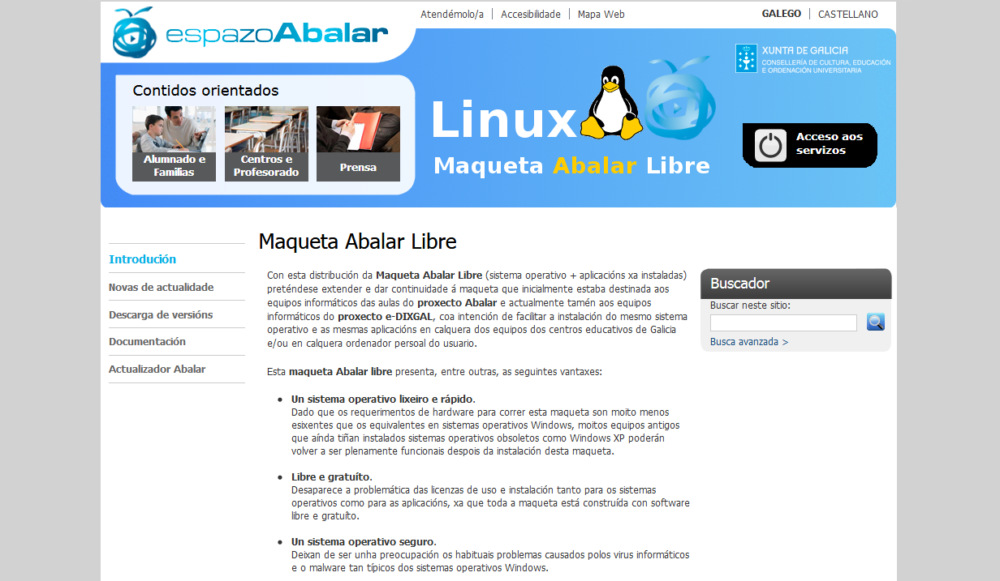 espazoAbalar
Atendémolo/a
Accesibilidade
Mapa Web
GALEGO
CASTELLANO
XUNTA DE GALICIA
CONSELLERÍA DE CULTURA, EDUCACIÓN
E ORDENACIÓN UNIVERSITARIA
Contidos orientados
Alumnado e
Familias
Centros e
Profesorado
Prensa
Linux
Maqueta Abalar Libre
Acceso aos
servizos
Introdución
Novas de actualidade
Descarga de versións
Documentación
Actualizador Abalar
Maqueta Abalar Libre
Con esta distribución da Maqueta Abalar Libre (sistema operativo + aplicacións xa instaladas)
preténdese extender e dar continuidade á maqueta que inicialmente estaba destinada aos
equipos informáticos das aulas do proxecto Abalar e actualmente tamén aos equipos
informáticos do proxecto e-DIXGAL, coa intención de facilitar a instalación do mesmo sistema
operativo e as mesmas aplicacións en calquera dos equipos dos centros educativos de Galicia
e/ou en calquera ordenador persoal do usuario.
Esta maqueta Abalar libre presenta, entre outras, as seguintes vantaxes:
• Un sistema operativo lixeiro e rápido.
Dado que os requerimentos de hardware para correr esta maqueta son moito menos
esixentes que os equivalentes en sistemas operativos Windows, moitos equipos antigos
que aínda tiñan instalados sistemas operativos obsoletos como Windows XP poderán
volver a ser plenamente funcionais despois da instalación desta maqueta.
• Libre e gratuíto.
Desaparece a problemática das licenzas de uso e instalación tanto para os sistemas
operativos como para as aplicacións, xa que toda a maqueta está construída con software
libre e gratuíto.
• Un sistema operativo seguro.
Deixan de ser unha preocupación os habituais problemas causados polos virus informáticos
e o malware tan típicos dos sistemas operativos Windows.
Buscador
Buscar neste sitio:
Busca avanzada >